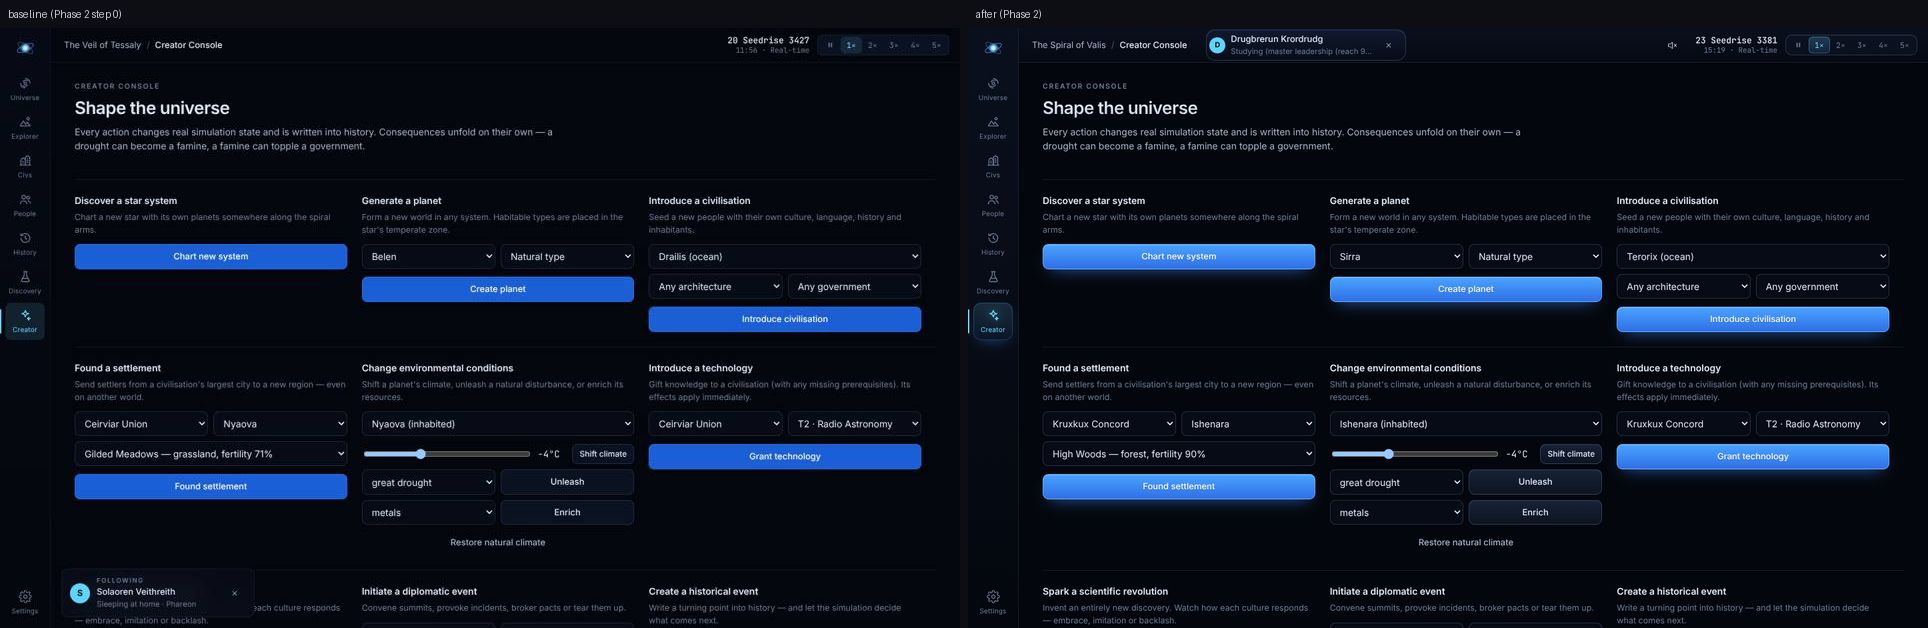 baseline (Phase 2 step 0)
The Veil of Tessaly / Creator Console
20 Seedrise 3427
11:56 · Real-time
1× 2× 3× 4× 5×
Universe
Explorer
Civs
People
History
Discovery
Creator
Settings
CREATOR CONSOLE
Shape the universe
Every action changes real simulation state and is written into history. Consequences unfold on their own — a
drought can become a famine, a famine can topple a government.
Discover a star system
Chart a new star with its own planets somewhere along the spiral
arms.
Chart new system
Generate a planet
Form a new world in any system. Habitable types are placed in the
star's temperate zone.
Belen
Natural type
Create planet
Introduce a civilisation
Seed a new people with their own culture, language, history and
inhabitants.
Drailis (ocean)
Any architecture
Any government
Introduce civilisation
Found a settlement
Send settlers from a civilisation's largest city to a new region — even
on another world.
Ceirviar Union
Nyaova
Gilded Meadows — grassland, fertility 71%
Found settlement
Change environmental conditions
Shift a planet's climate, unleash a natural disturbance, or enrich its
resources.
Nyaova (inhabited)
-4°C
Shift climate
great drought
Unleash
metals
Enrich
Restore natural climate
Introduce a technology
Gift knowledge to a civilisation (with any missing prerequisites). Its
effects apply immediately.
Ceirviar Union
T2 · Radio Astronomy
Grant technology
FOLLOWING
S
Solaoren Veithreith
Sleeping at home · Phareon
each culture responds
— embrace, imitation or backlash.
Initiate a diplomatic event
Convene summits, provoke incidents, broker pacts or tear them up.
Create a historical event
Write a turning point into history — and let the simulation decide
what comes next.
after (Phase 2)
The Spiral of Valis / Creator Console
D
Drugbrerun Krordrudg
Studying (master leadership (reach 9…
23 Seedrise 3381
15:19 · Real-time
1× 2× 3× 4× 5×
Universe
Explorer
Civs
People
History
Discovery
Creator
Settings
CREATOR CONSOLE
Shape the universe
Every action changes real simulation state and is written into history. Consequences unfold on their own — a
drought can become a famine, a famine can topple a government.
Discover a star system
Chart a new star with its own planets somewhere along the spiral
arms.
Chart new system
Generate a planet
Form a new world in any system. Habitable types are placed in the
star's temperate zone.
Sirra
Natural type
Create planet
Introduce a civilisation
Seed a new people with their own culture, language, history and
inhabitants.
Terorix (ocean)
Any architecture
Any government
Introduce civilisation
Found a settlement
Send settlers from a civilisation's largest city to a new region — even
on another world.
Kruxkux Concord
Ishenara
High Woods — forest, fertility 90%
Found settlement
Change environmental conditions
Shift a planet's climate, unleash a natural disturbance, or enrich its
resources.
Ishenara (inhabited)
-4°C
Shift climate
great drought
Unleash
metals
Enrich
Restore natural climate
Introduce a technology
Gift knowledge to a civilisation (with any missing prerequisites). Its
effects apply immediately.
Kruxkux Concord
T2 · Radio Astronomy
Grant technology
Spark a scientific revolution
Invent an entirely new discovery. Watch how each culture responds
— embrace, imitation or backlash.
Initiate a diplomatic event
Convene summits, provoke incidents, broker pacts or tear them up.
Create a historical event
Write a turning point into history — and let the simulation decide
what comes next.